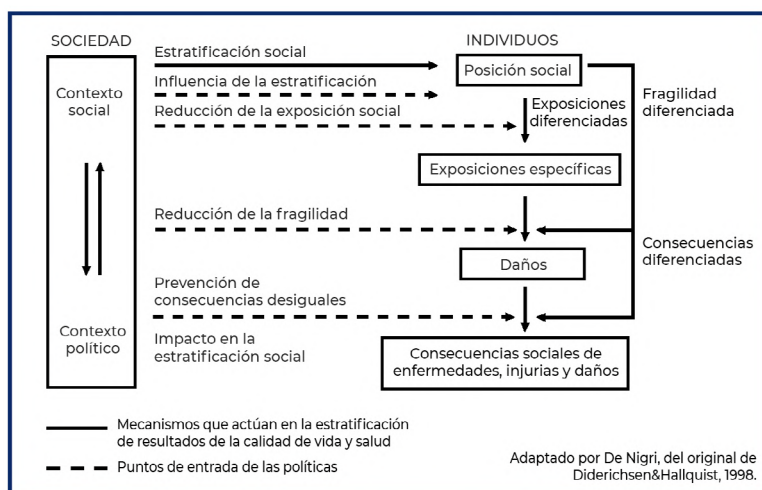 SOCIEDAD
INDIVIDUOS
Contexto
social
Contexto
político
Estratificación social
Influencia de la estratificación
Reducción de la exposición social
Posición social
Exposiciones
diferenciadas
Fragilidad
diferenciada
Exposiciones específicas
Reducción de la fragilidad
Consecuencias
diferenciadas
Daños
Prevención de
consecuencias desiguales
Impacto en la
estratificación social
Consecuencias sociales de
enfermedades, injurias y daños
Mecanismos que actúan en la estratificación
de resultados de la calidad de vida y salud
Puntos de entrada de las políticas
Adaptado por De Nigri, del original de
Diderichsen&Hallquist, 1998.